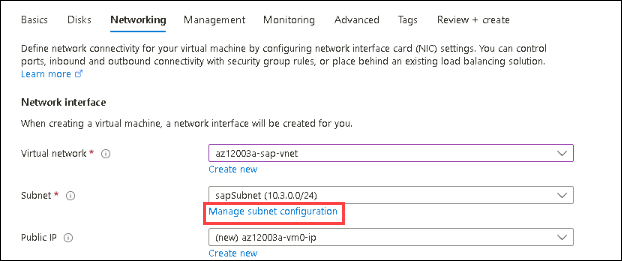 Basics Disks Networking Management Monitoring Advanced Tags Review + create
Define network connectivity for your virtual machine by configuring network interface card (NIC) settings. You can control
ports, inbound and outbound connectivity with security group rules, or place behind an existing load balancing solution.
Learn more
Network interface
When creating a virtual machine, a network interface will be created for you.
Virtual network * az12003a-sap-vnet
Create new
Subnet * sapSubnet (10.3.0.0/24)
Manage subnet configuration
Public IP (new) az12003a-vm0-ip
Create new